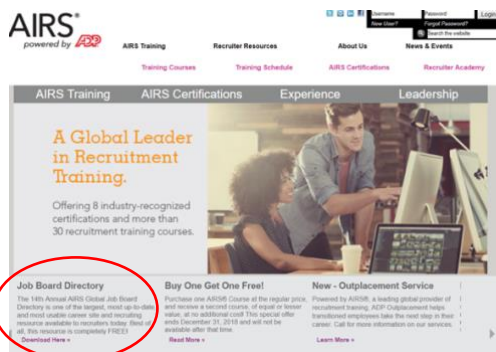 AIRS®
powered by ADP
Username Password Login
New User? Forgot Password?
Search the website
AIRS Training Recruiter Resources About Us News & Events
Training Courses Training Schedule AIRS Certifications Recruiter Academy
AIRS Training AIRS Certifications Experience Leadership
A Global Leader
in Recruitment
Training.
Offering 8 industry-recognized
certifications and more than
30 recruitment training courses.
Job Board Directory
The 14th Annual AIRS Global Job Board
Directory is one of the largest, most up-to-date
and most usable career site and recruiting
resource available to recruiters today. Best of
all, this resource is completely FREE!
Download Here »
Buy One Get One Free!
Purchase one AIRS® Course at the regular price,
and receive a second course, of equal or lesser
value, at no additional cost! This special offer
ends December 31, 2018 and will not be
available after that time.
Read More »
New - Outplacement Service
Powered by AIRS®, a leading global provider of
recruitment training, ADP Outplacement helps
transitioned employees take the next step in their
career. Call for more information on our services.
Learn More »